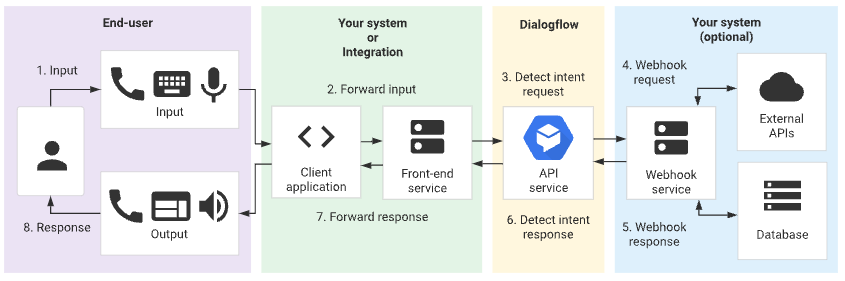 End-user
1. Input
Input
8. Response
Output
Your system
or
Integration
2. Forward input
Client
application
Front-end
service
7. Forward response
Dialogflow
3. Detect intent
request
API
service
6. Detect intent
response
Your system
(optional)
4. Webhook
request
Webhook
service
5. Webhook
response
External
APIs
Database